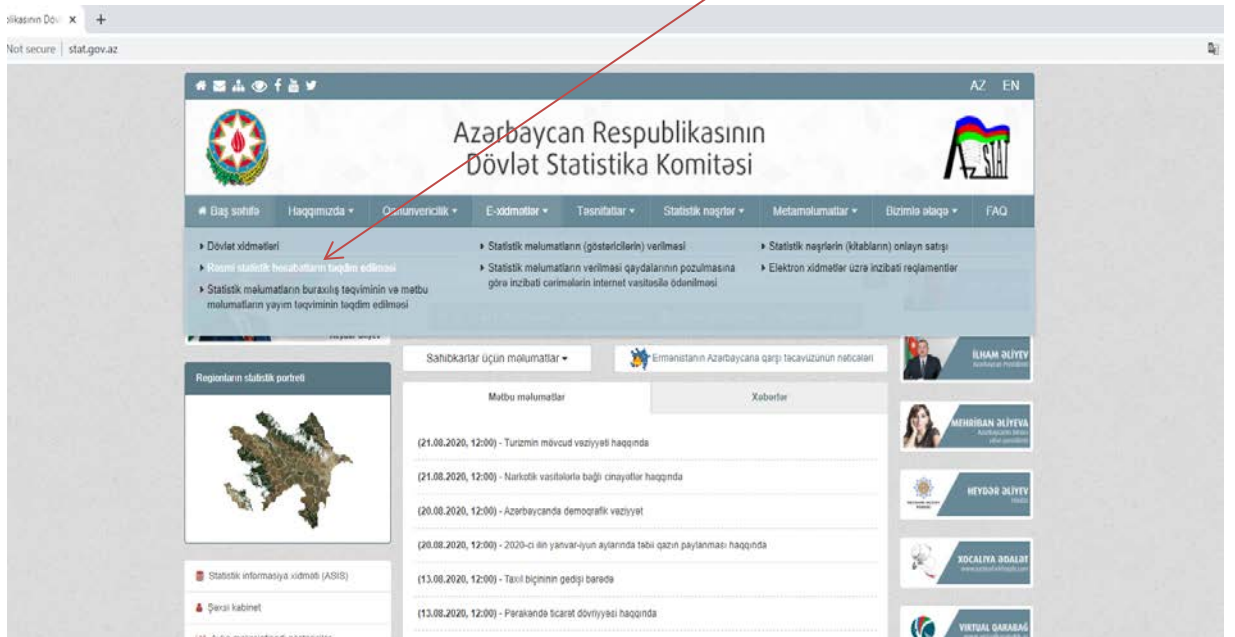 Not secure | stat.gov.az
AZ EN
Azərbaycan Respublikasının
Dövlət Statistika Komitəsi
STAT
Baş səhifə Haqqımızda Qanunvericilik E-xidmətlər Təsnifatlar Statistik nəşrlər Metaməlumatlar Bizimlə əlaqə FAQ
Dövlət xidmətləri
Rəsmi statistik hesabatların təqdim edilməsi
Statistik məlumatların buraxılış təqviminin və mətbu
məlumatların yayım təqviminin təqdim edilməsi
Statistik məlumatların (göstəricilərin) verilməsi
Statistik məlumatların verilməsi qaydalarının pozulmasına
görə inzibati cərimələrin internet vasitəsilə ödənilməsi
Statistik nəşrlərin (kitabların) onlayn satışı
Elektron xidmətlər üzrə inzibati reqlamentlər
Sahibkarlar üçün məlumatlar
Ermənistanın Azərbaycana qarşı təcavüzünün nəticələri
Regionların statistik portreti
Mətbu məlumatlar
Xəbərlər
(21.08.2020, 12:00) - Turizmin mövcud vəziyyəti haqqında
(21.08.2020, 12:00) - Narkotik vasitələrlə bağlı cinayətlər haqqında
(20.08.2020, 12:00) - Azərbaycanda demoqrafik vəziyyət
(20.08.2020, 12:00) - 2020-ci ilin yanvar-iyun aylarında təbii qazın paylanması haqqında
(13.08.2020, 12:00) - Taxıl biçininin gedişi barədə
(13.08.2020, 12:00) - Pərakəndə ticarət dövriyyəsi haqqında
Statistik informasiya xidməti (ASIS)
Şəxsi kabinet
İLHAM ƏLİYEV
MEHRİBAN ƏLİYEVA
HEYDƏR ƏLİYEV
XOCALIYA ƏDALƏT
VIRTUAL QARABAĞ